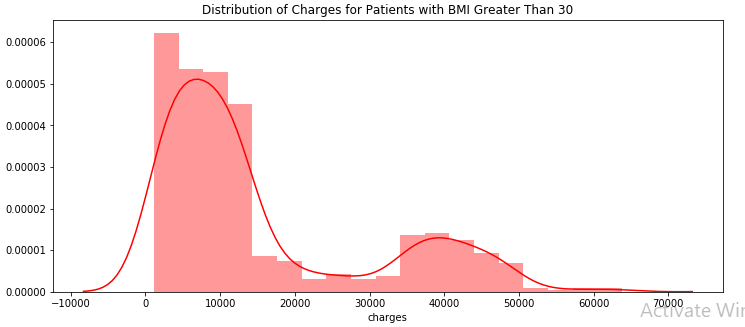 Distribution of Charges for Patients with BMI Greater Than 30
0.00006
0.00005
0.00004
0.00003
0.00002
0.00001
0.00000
−10000 0 10000 20000 30000 40000 50000 60000 70000
charges
Activate Win